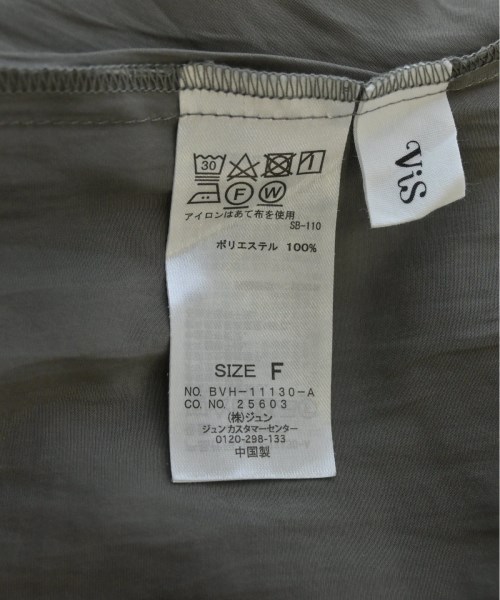 30
F
W
アイロンはあて布を使用
SB-110
ポリエステル 100%
SIZE F
NO. BVH-11130-A
CO. NO. 25603
(株)ジュン
ジュン カスタマーセンター
0120-298-133
中国製
ViS